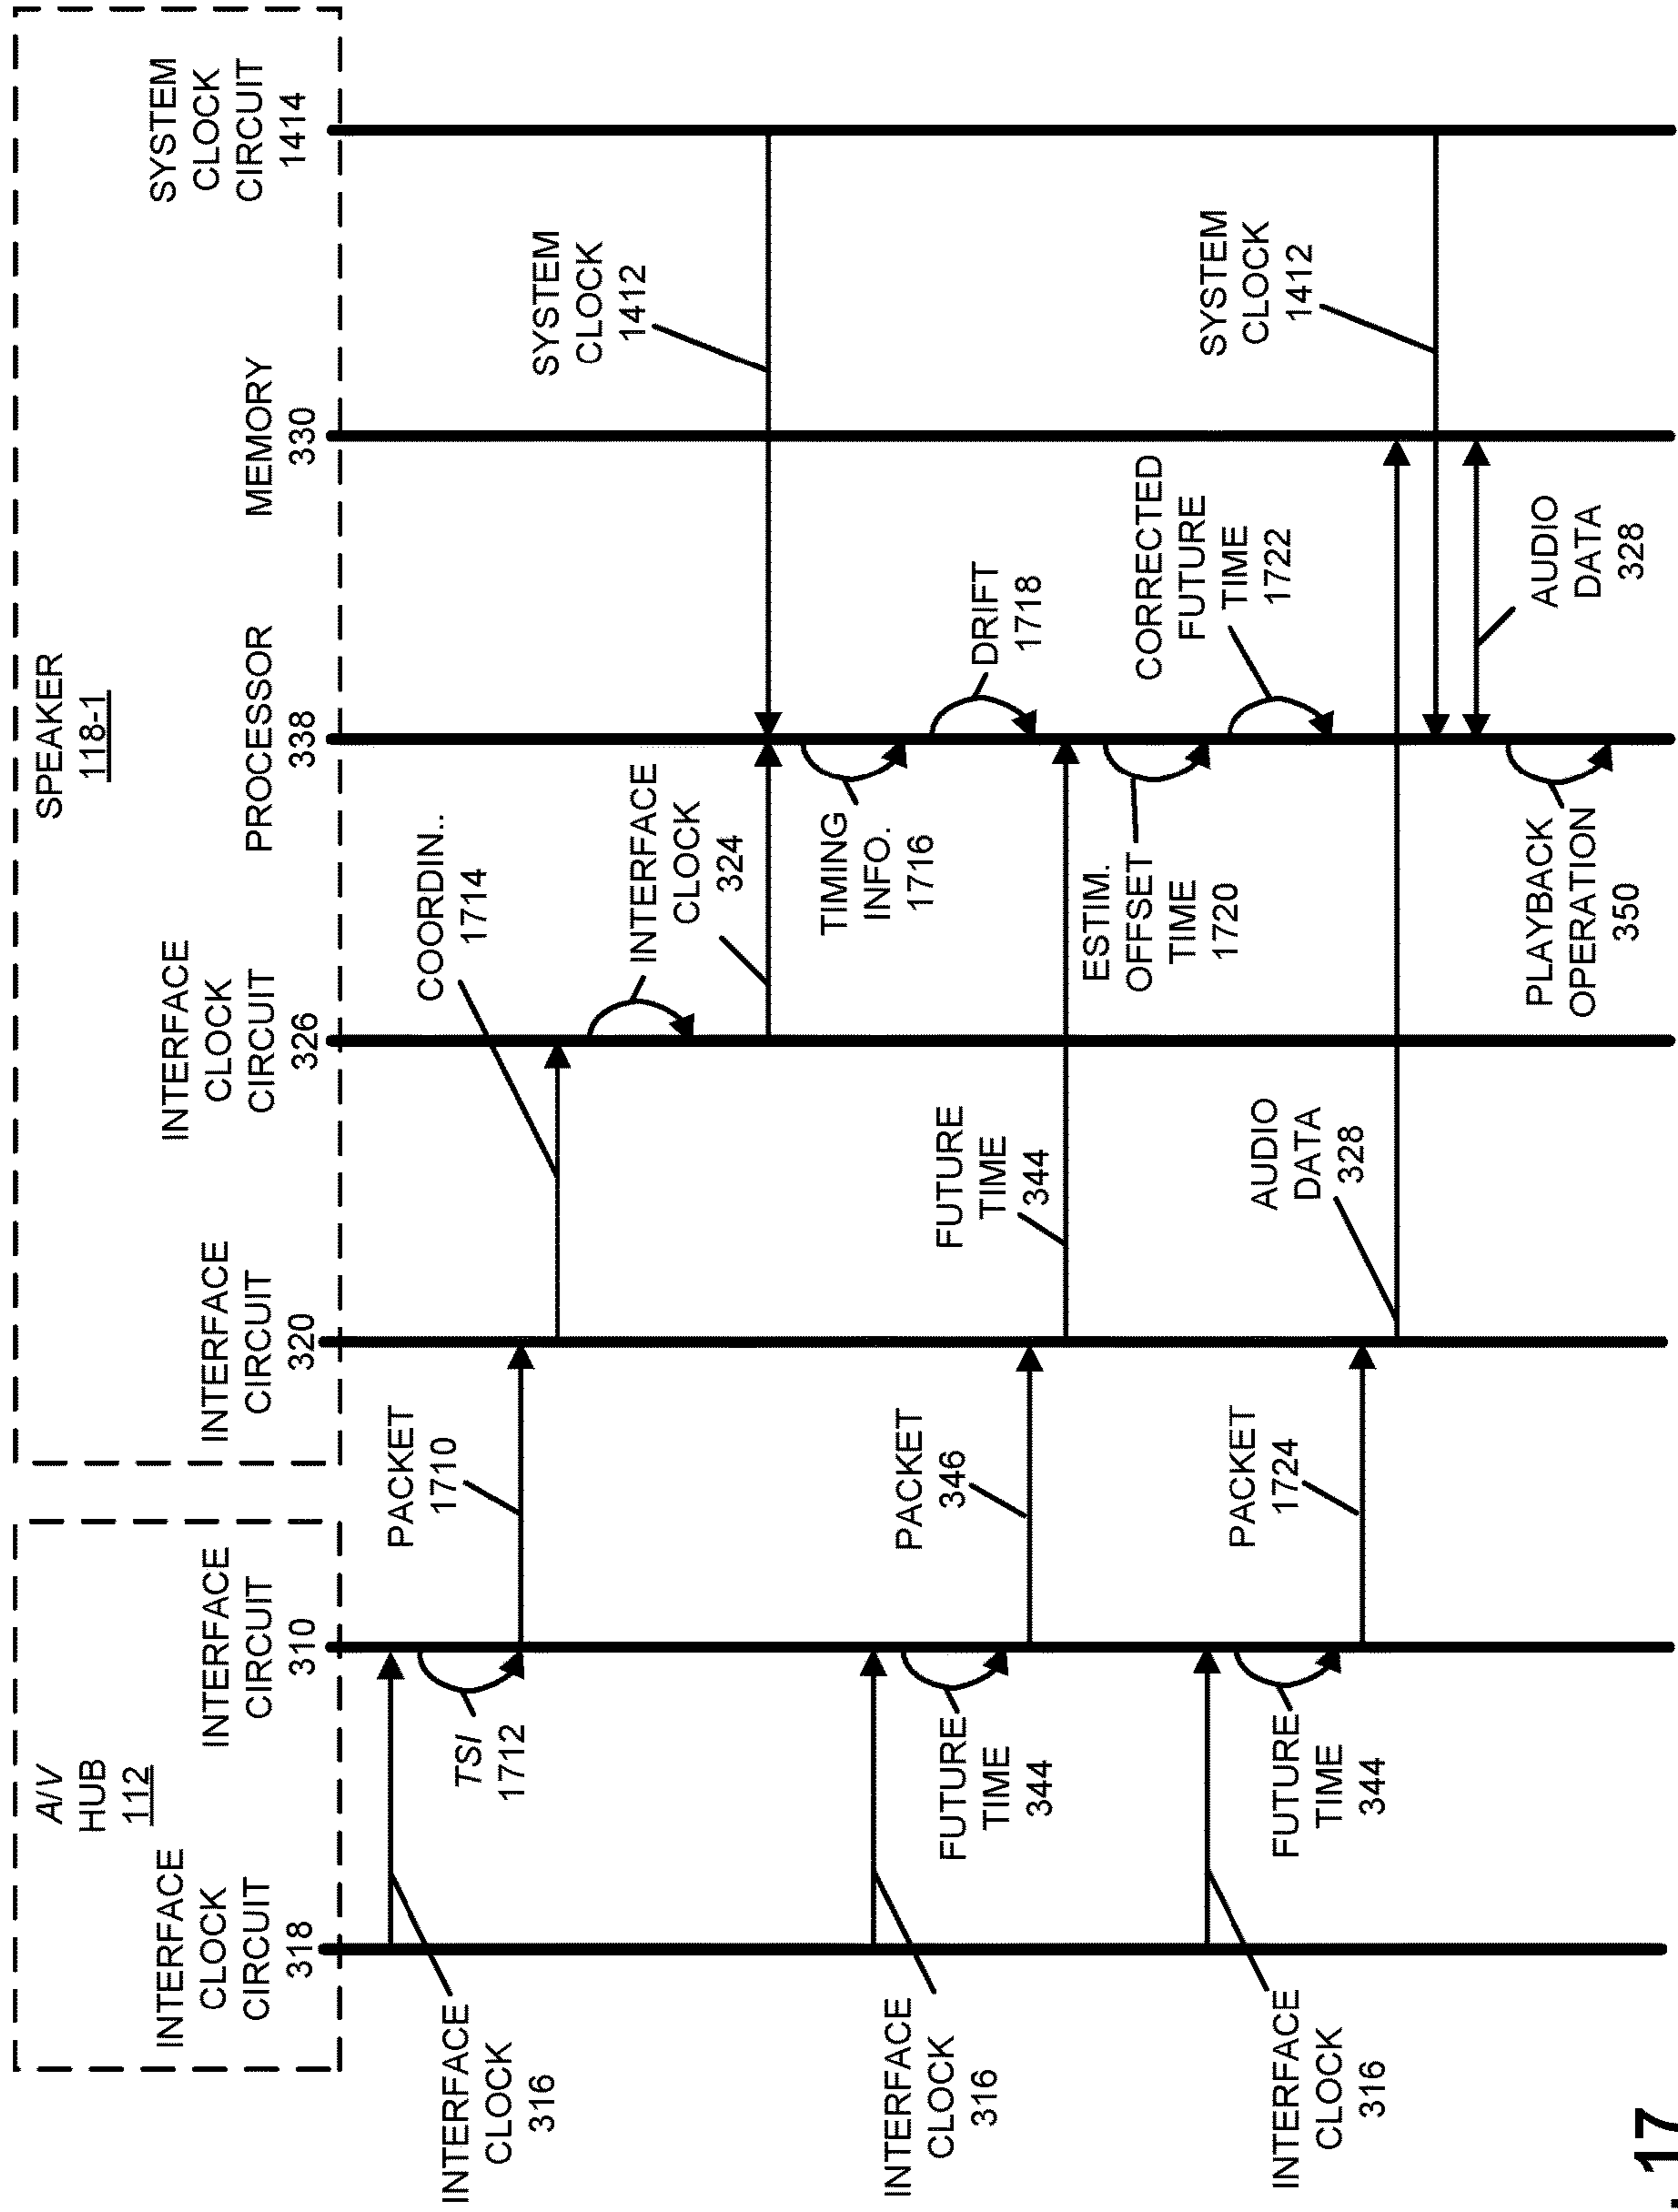 A/V
HUB
112
SPEAKER
118-1
INTERFACE
CLOCK
CIRCUIT
318
INTERFACE
CIRCUIT
310
INTERFACE
CIRCUIT
320
INTERFACE
CLOCK
CIRCUIT
326
PROCESSOR
338
MEMORY
330
SYSTEM
CLOCK
CIRCUIT
1414
INTERFACE
CLOCK
316
TSI
1712
PACKET
1710
COORDIN..
1714
INTERFACE
CLOCK
324
SYSTEM
CLOCK
1412
TIMING
INFO.
1716
DRIFT
1718
INTERFACE
CLOCK
316
FUTURE
TIME
344
PACKET
346
FUTURE
TIME
344
ESTIM.
OFFSET
TIME
1720
CORRECTED
FUTURE
TIME
1722
INTERFACE
CLOCK
316
FUTURE
TIME
344
PACKET
1724
AUDIO
DATA
328
SYSTEM
CLOCK
1412
AUDIO
DATA
328
PLAYBACK
OPERATION
350
17